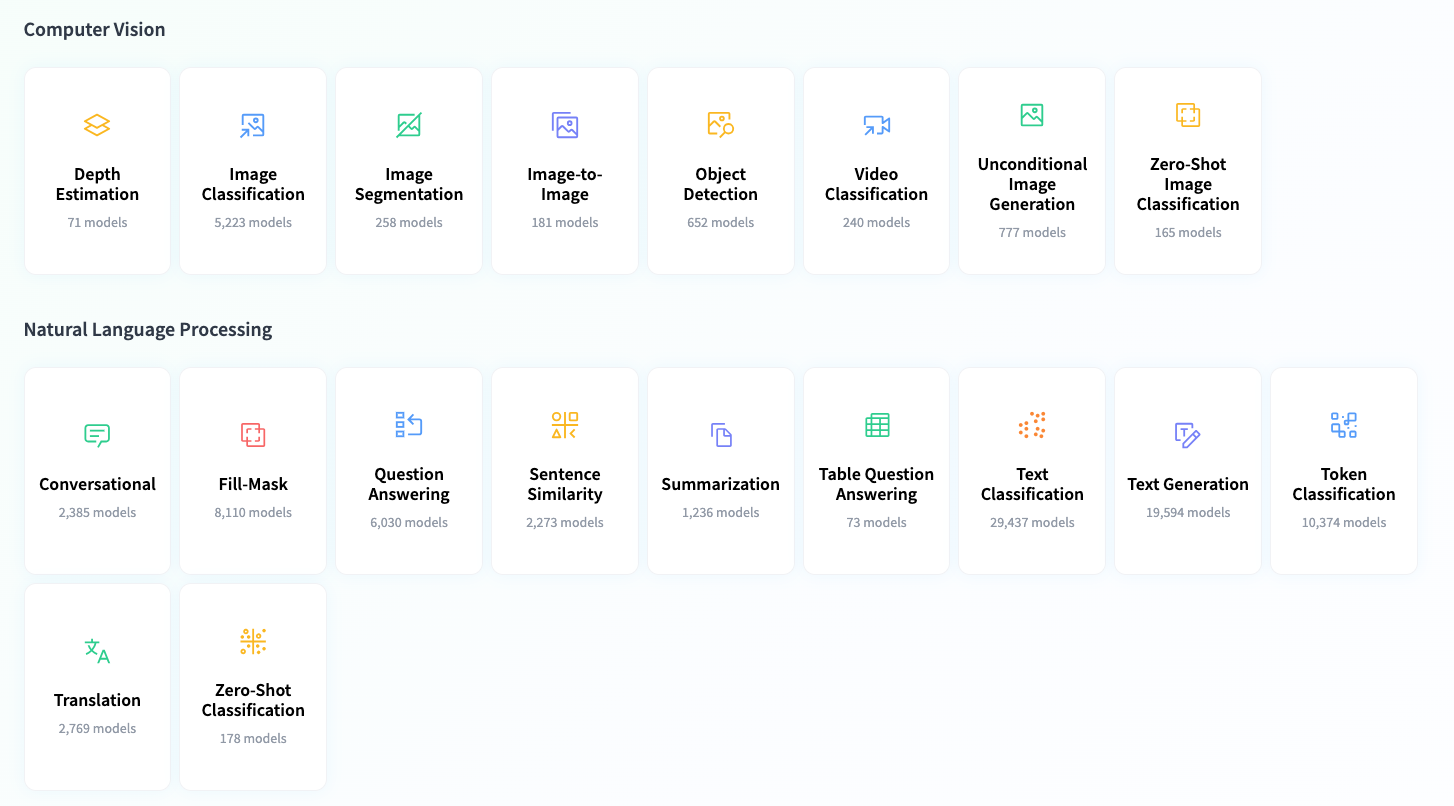 Computer Vision
Depth
Estimation
71 models
Image
Classification
5,223 models
Image
Segmentation
258 models
Image-to-
Image
181 models
Object
Detection
652 models
Video
Classification
240 models
Unconditional
Image
Generation
777 models
Zero-Shot
Image
Classification
165 models
Natural Language Processing
Conversational
2,385 models
Fill-Mask
8,110 models
Question
Answering
6,030 models
Sentence
Similarity
2,273 models
Summarization
1,236 models
Table Question
Answering
73 models
Text
Classification
29,437 models
Text Generation
19,594 models
Token
Classification
10,374 models
Translation
2,769 models
Zero-Shot
Classification
178 models